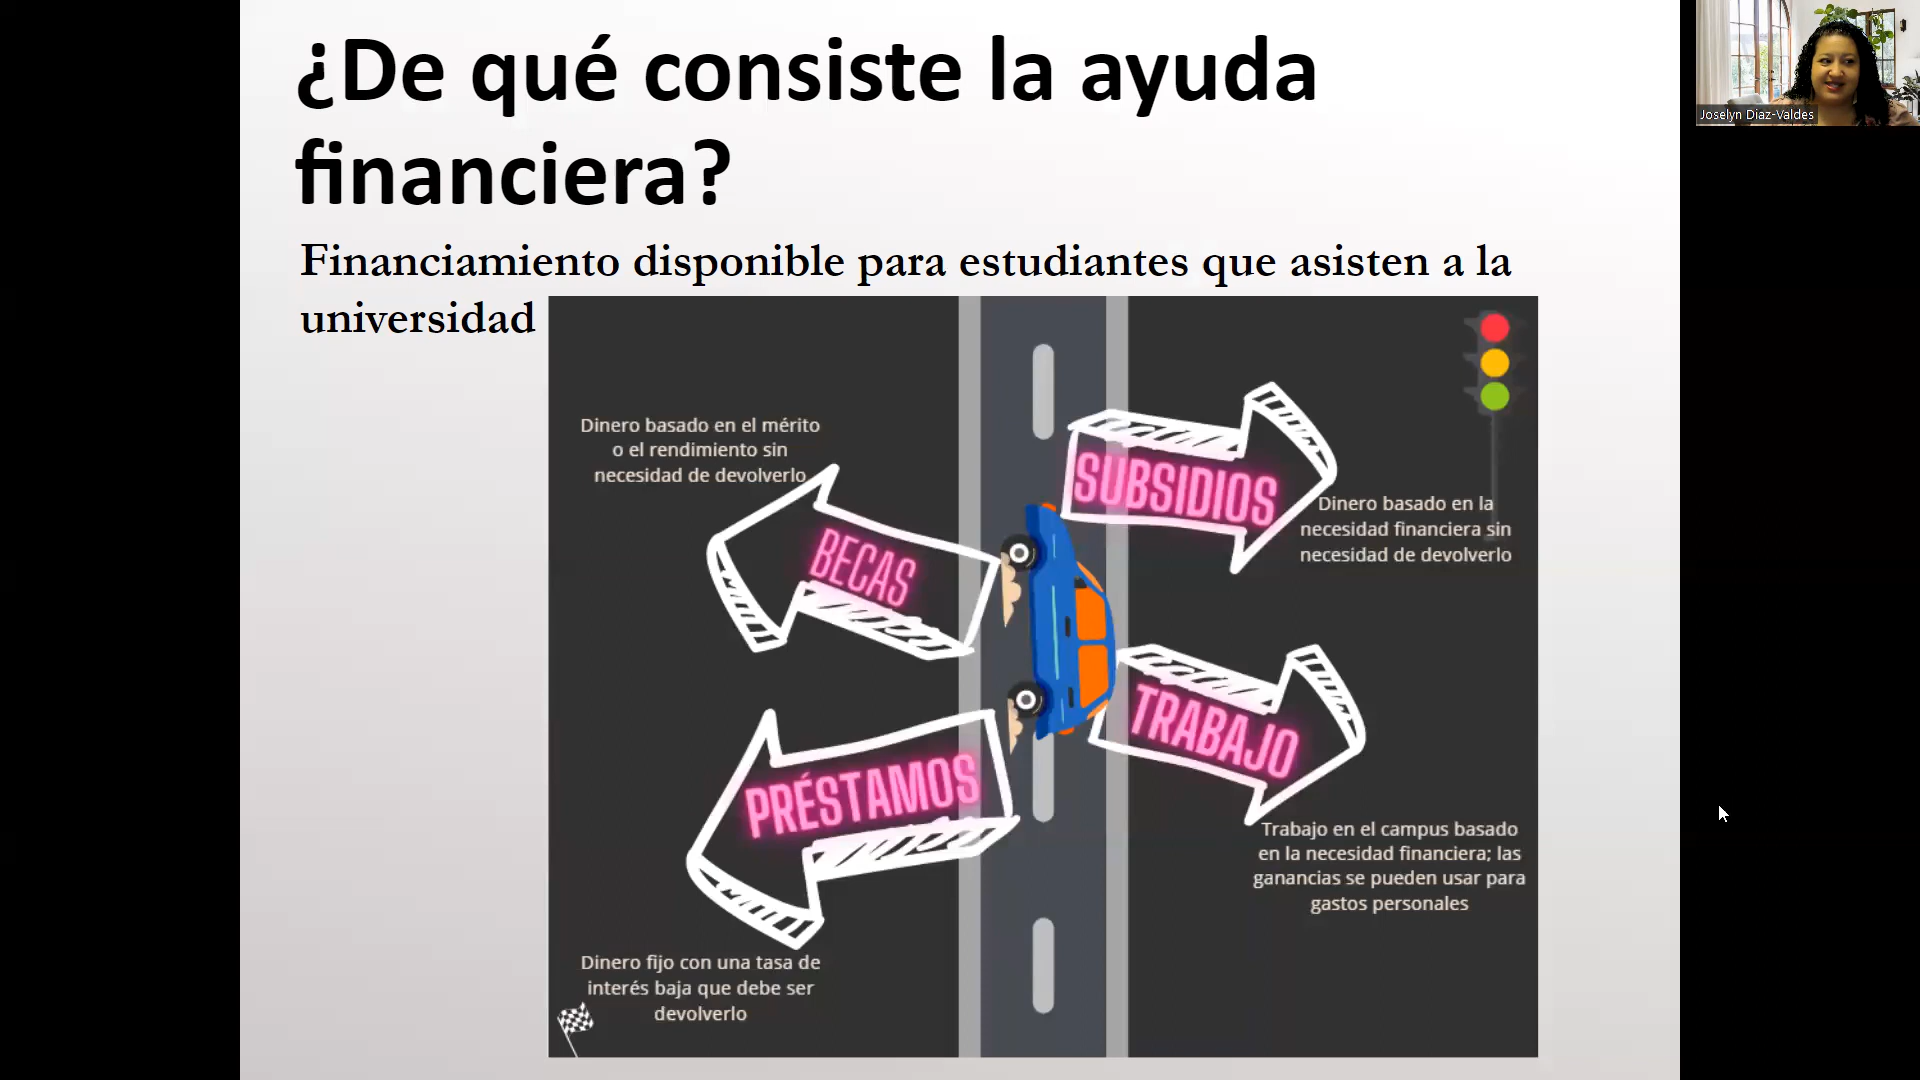 ¿De qué consiste la ayuda
financiera?
Financiamiento disponible para estudiantes que asisten a la
universidad
Dinero basado en el mérito
o el rendimiento sin
necesidad de devolverlo
BECAS
SUBSIDIOS
Dinero basado en la
necesidad financiera sin
necesidad de devolverlo
PRÉSTAMOS
Dinero fijo con una tasa de
interés baja que debe ser
devolverlo
TRABAJO
Trabajo en el campus basado
en la necesidad financiera; las
ganancias se pueden usar para
gastos personales
Joselyn Diaz-Valdes